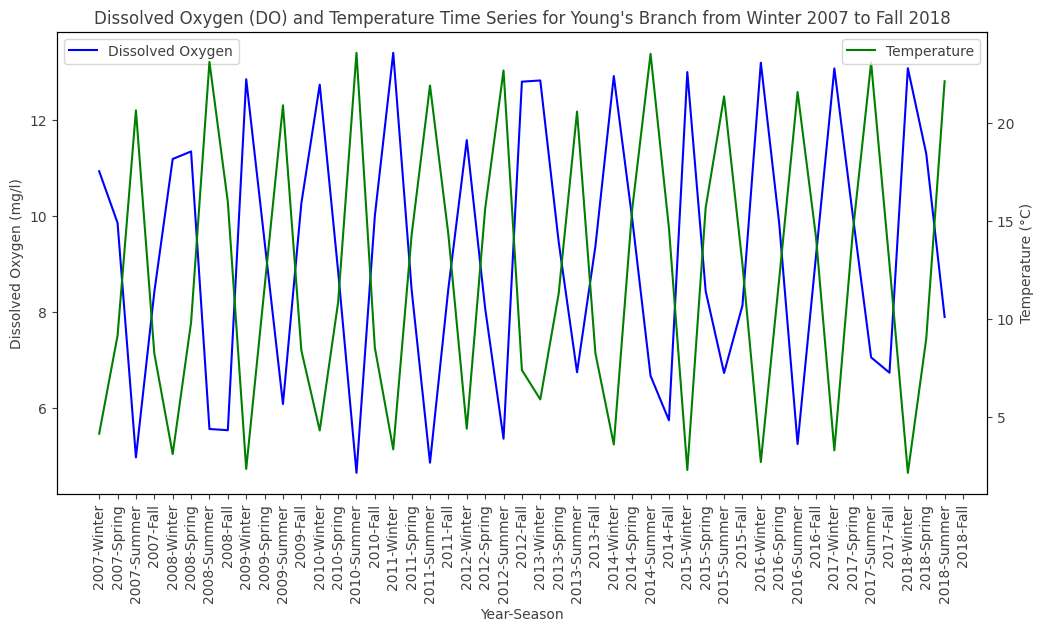 Dissolved Oxygen (DO) and Temperature Time Series for Young's Branch from Winter 2007 to Fall 2018
Dissolved Oxygen
Temperature
Dissolved Oxygen (mg/l)
12
10
8
6
Temperature (°C)
20
15
10
5
2007-Winter
2007-Spring
2007-Summer
2007-Fall
2008-Winter
2008-Spring
2008-Summer
2008-Fall
2009-Winter
2009-Spring
2009-Summer
2009-Fall
2010-Winter
2010-Spring
2010-Summer
2010-Fall
2011-Winter
2011-Spring
2011-Summer
2011-Fall
2012-Winter
2012-Spring
2012-Summer
2012-Fall
2013-Winter
2013-Spring
2013-Summer
2013-Fall
2014-Winter
2014-Spring
2014-Summer
2014-Fall
2015-Winter
2015-Spring
2015-Summer
2015-Fall
2016-Winter
2016-Spring
2016-Summer
2016-Fall
2017-Winter
2017-Spring
2017-Summer
2017-Fall
2018-Winter
2018-Spring
2018-Summer
2018-Fall
Year-Season